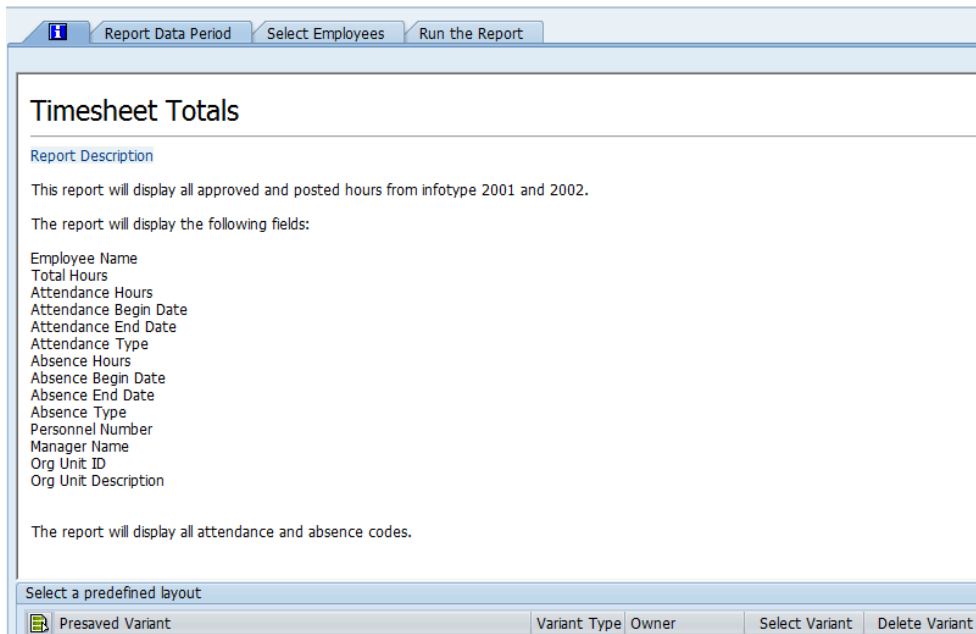 i
Report Data Period
Select Employees
Run the Report
Timesheet Totals
Report Description
This report will display all approved and posted hours from infotype 2001 and 2002.
The report will display the following fields:
Employee Name
Total Hours
Attendance Hours
Attendance Begin Date
Attendance End Date
Attendance Type
Absence Hours
Absence Begin Date
Absence End Date
Absence Type
Personnel Number
Manager Name
Org Unit ID
Org Unit Description
The report will display all attendance and absence codes.
Select a predefined layout
Presaved Variant
Variant Type
Owner
Select Variant
Delete Variant